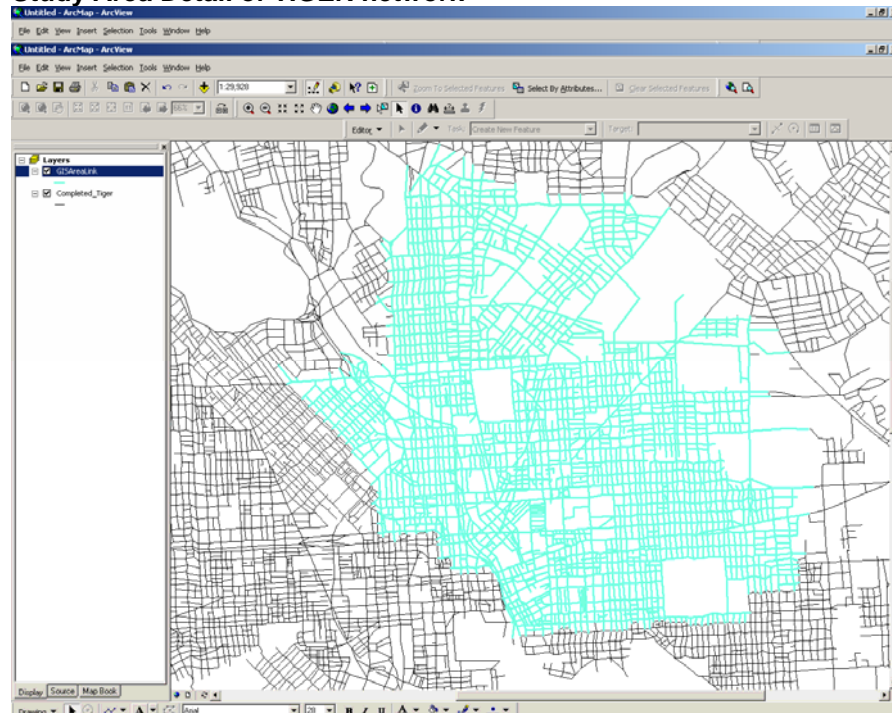 Study Area Detail of TIGER network
Untitled - ArcMap - ArcView
File Edit View Insert Selection Tools Window Help
Untitled - ArcMap - ArcView
File Edit View Insert Selection Tools Window Help
1:29,928 Zoom To Selected Features Select By Attributes... Clear Selected Features
Editor Task: Create New Feature Target:
Layers
GISAreaLink
Completed_Tiger
Display Source Map Book
Drawing A Arial 28 B I U A